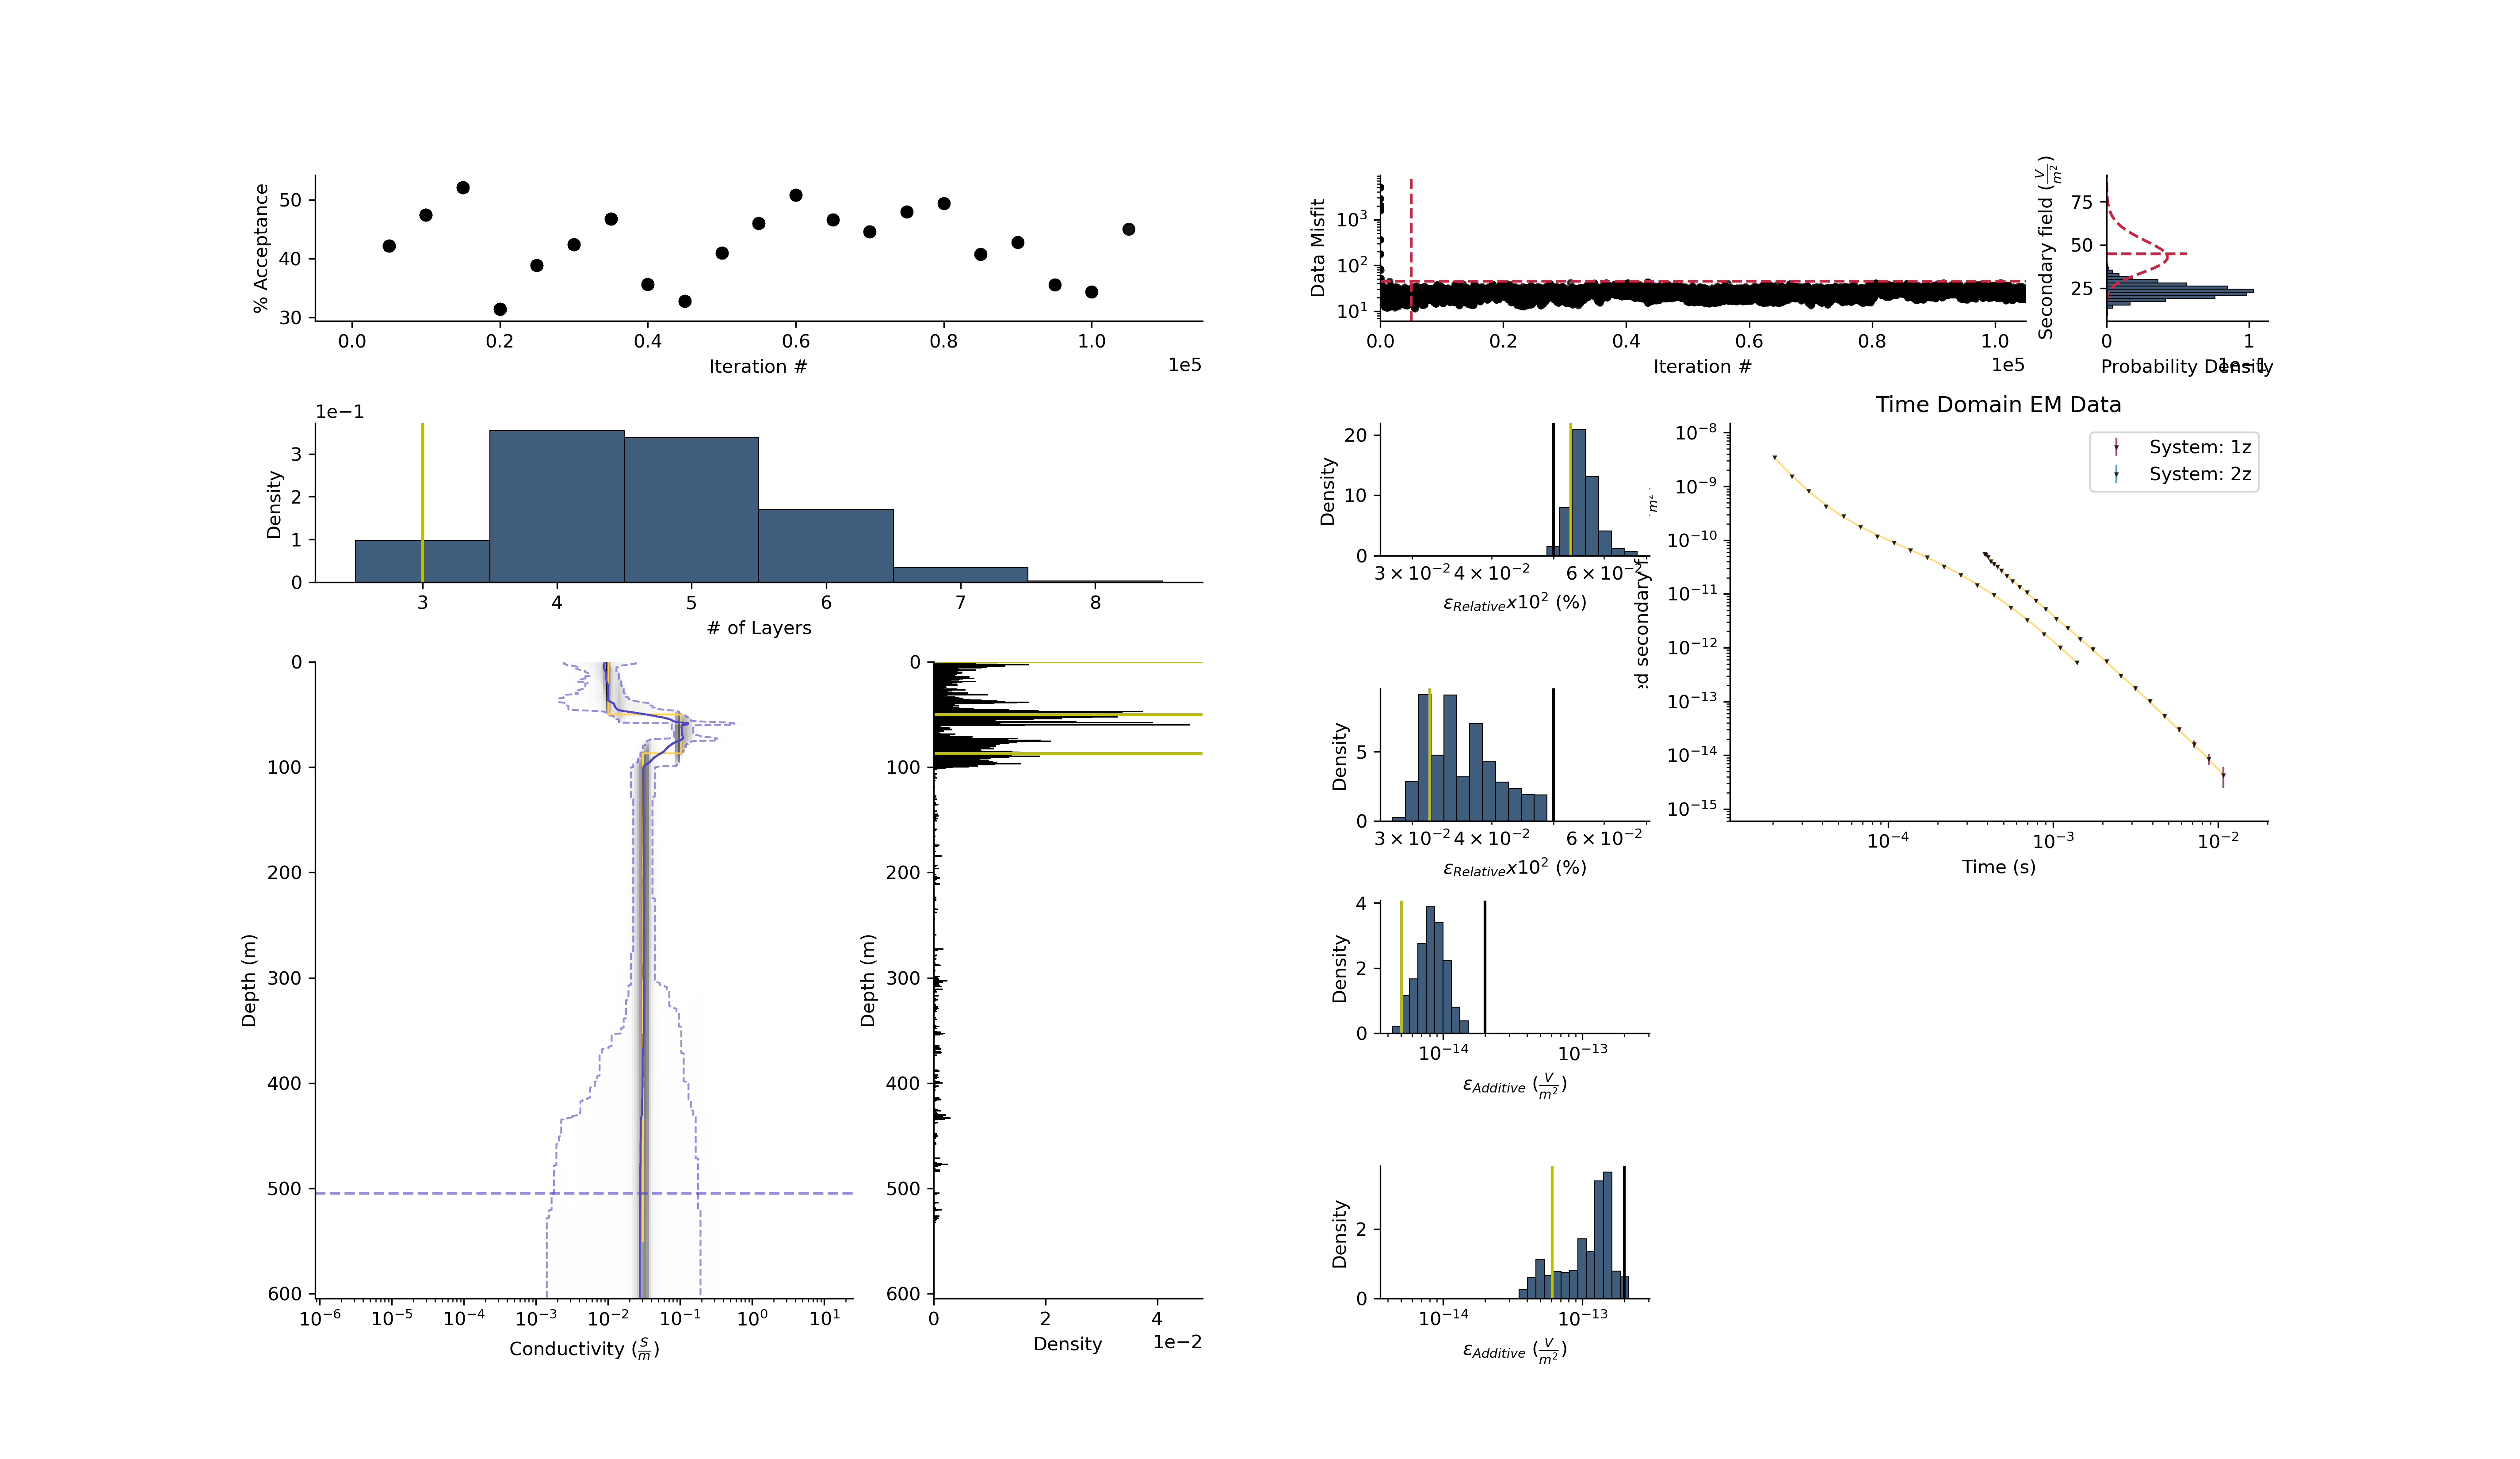 % Acceptance
50
40
30
0.0 0.2 0.4 0.6 0.8 1.0
1e5
Iteration #
Data Misfit
10³
10²
10¹
0.0 0.2 0.4 0.6 0.8 1.0
1e5
Iteration #
Secondary field (V/m²)
75
50
25
0 1
1e−1
Probability Density
1e−1
Density
3
2
1
0
3 4 5 6 7 8
# of Layers
Density
20
10
0
3 × 10⁻² 4 × 10⁻² 6 × 10⁻²
ε_Relative x10² (%)
Time Domain EM Data
System: 1z
System: 2z
ed secondary f
m²
10⁻⁸
10⁻⁹
10⁻¹⁰
10⁻¹¹
10⁻¹²
10⁻¹³
10⁻¹⁴
10⁻¹⁵
10⁻⁴ 10⁻³ 10⁻²
Time (s)
Depth (m)
0
100
200
300
400
500
600
10⁻⁶ 10⁻⁵ 10⁻⁴ 10⁻³ 10⁻² 10⁻¹ 10⁰ 10¹
Conductivity (S/m)
Depth (m)
0
100
200
300
400
500
600
0 2 4
1e−2
Density
Density
5
0
3 × 10⁻² 4 × 10⁻² 6 × 10⁻²
ε_Relative x10² (%)
Density
4
2
0
10⁻¹⁴ 10⁻¹³
ε_Additive (V/m²)
Density
2
0
10⁻¹⁴ 10⁻¹³
ε_Additive (V/m²)